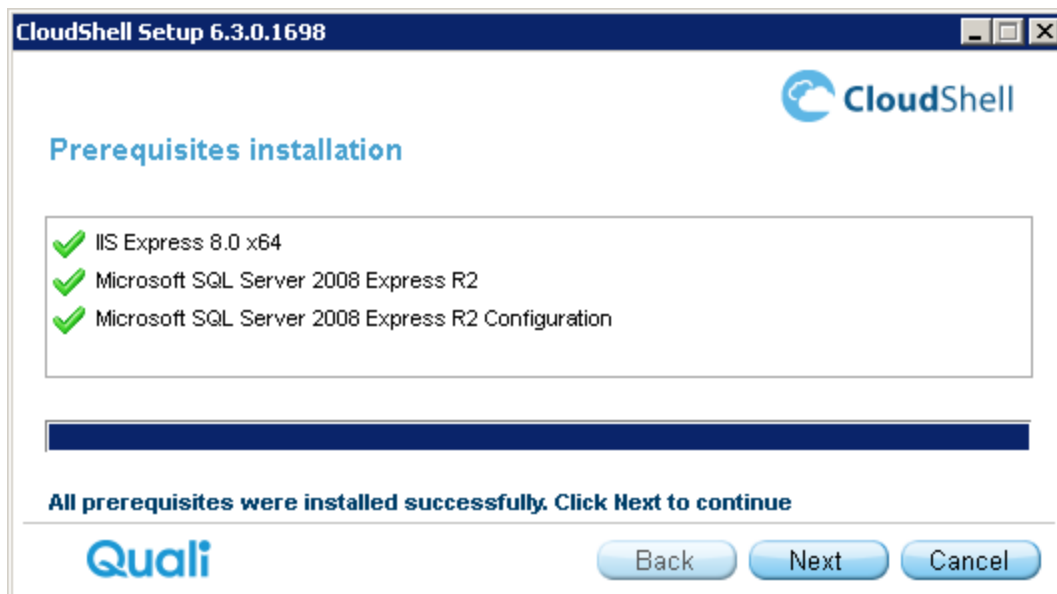 CloudShell Setup 6.3.0.1698
CloudShell
Prerequisites installation
IIS Express 8.0 x64
Microsoft SQL Server 2008 Express R2
Microsoft SQL Server 2008 Express R2 Configuration
All prerequisites were installed successfully. Click Next to continue
Quali
Back Next Cancel